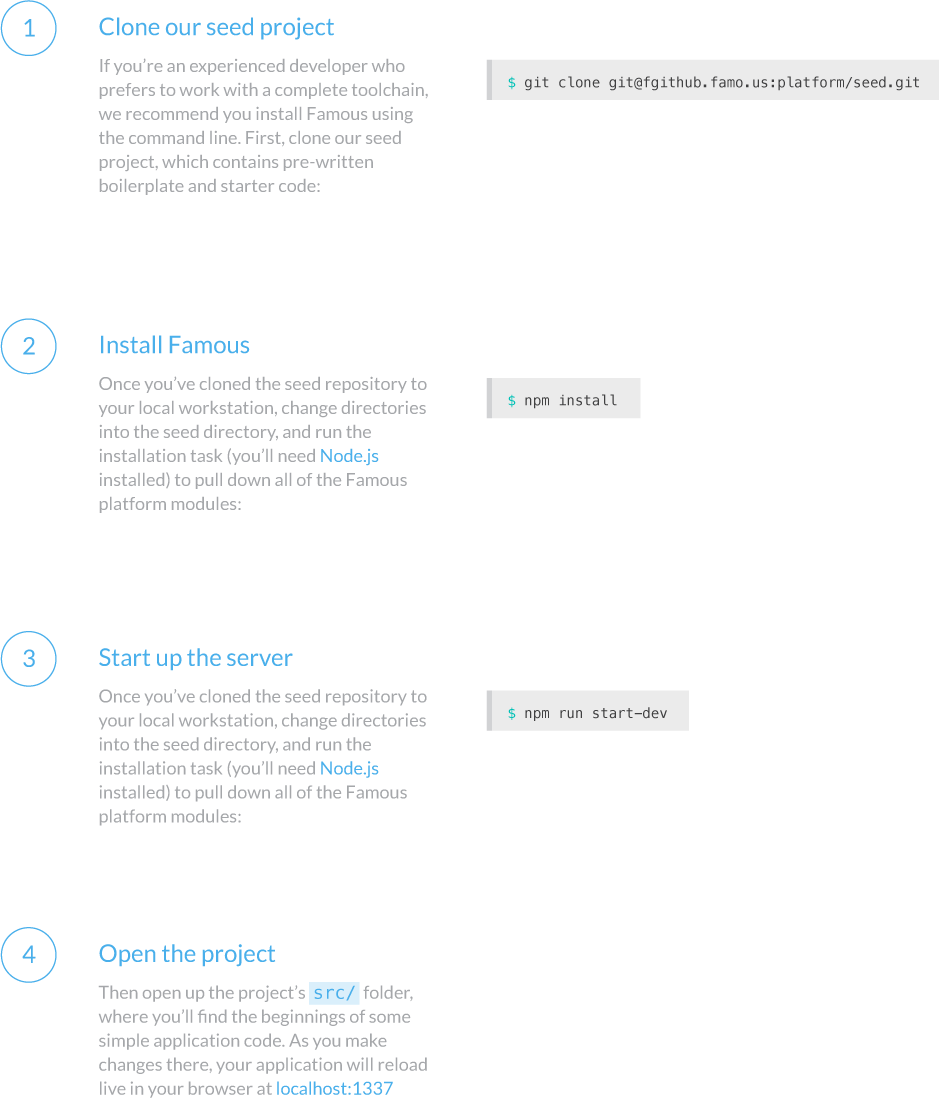 1
Clone our seed project
If you’re an experienced developer who
prefers to work with a complete toolchain,
we recommend you install Famous using
the command line. First, clone our seed
project, which contains pre-written
boilerplate and starter code:
$ git clone git@fgithub.famo.us:platform/seed.git
2
Install Famous
Once you’ve cloned the seed repository to
your local workstation, change directories
into the seed directory, and run the
installation task (you’ll need Node.js
installed) to pull down all of the Famous
platform modules:
$ npm install
3
Start up the server
Once you’ve cloned the seed repository to
your local workstation, change directories
into the seed directory, and run the
installation task (you’ll need Node.js
installed) to pull down all of the Famous
platform modules:
$ npm run start–dev
4
Open the project
Then open up the project’s src/ folder,
where you’ll find the beginnings of some
simple application code. As you make
changes there, your application will reload
live in your browser at localhost:1337